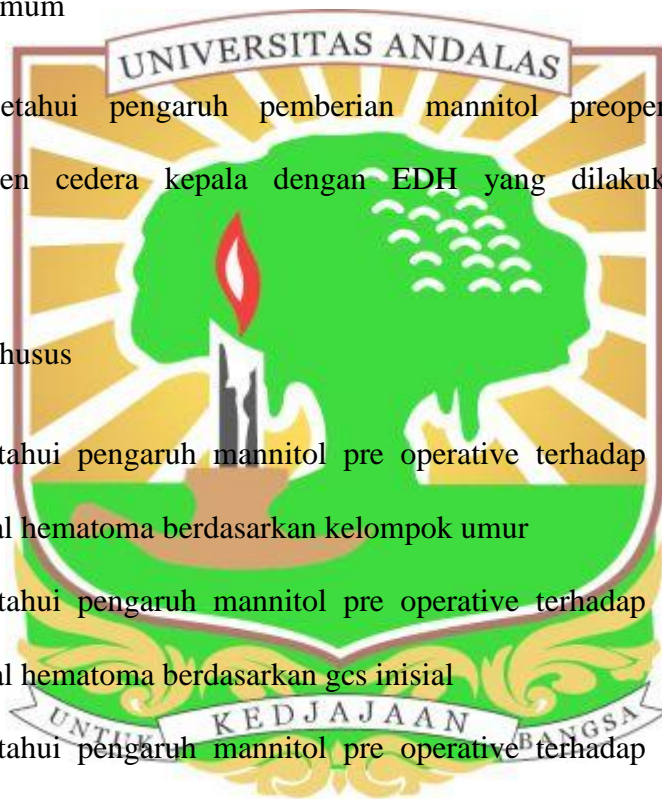 mum
UNIVERSITAS ANDALAS
etahui pengaruh pemberian mannitol preoper
en cedera kepala dengan EDH yang dilakuk
husus
tahui pengaruh mannitol pre operative terhadap
al hematoma berdasarkan kelompok umur
tahui pengaruh mannitol pre operative terhadap
al hematoma berdasarkan gcs inisial
UNTUK KEDJAJAAN BANGSA
tahui pengaruh mannitol pre operative terhadap